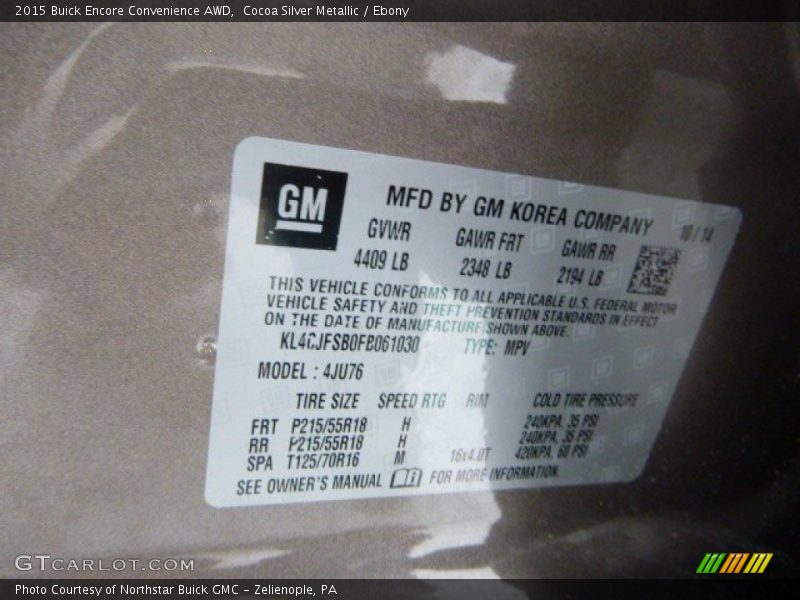 2015 Buick Encore Convenience AWD, Cocoa Silver Metallic / Ebony
GM
MFD BY GM KOREA COMPANY
10/14
GVWR GAWR FRT GAWR RR
4409 LB 2348 LB 2194 LB
THIS VEHICLE CONFORMS TO ALL APPLICABLE U.S. FEDERAL MOTOR
VEHICLE SAFETY AND THEFT PREVENTION STANDARDS IN EFFECT
ON THE DATE OF MANUFACTURE SHOWN ABOVE.
KL4CJFSB0FB061030 TYPE: MPV
MODEL : 4JU76
TIRE SIZE SPEED RTG RIM COLD TIRE PRESSURE
FRT P215/55R18 H 240KPA, 35 PSI
RR P215/55R18 H 240KPA, 35 PSI
SPA T125/70R16 M 16x4.0T 420KPA, 60 PSI
SEE OWNER'S MANUAL FOR MORE INFORMATION.
GTCARLOT.COM
Photo Courtesy of Northstar Buick GMC – Zelienople, PA